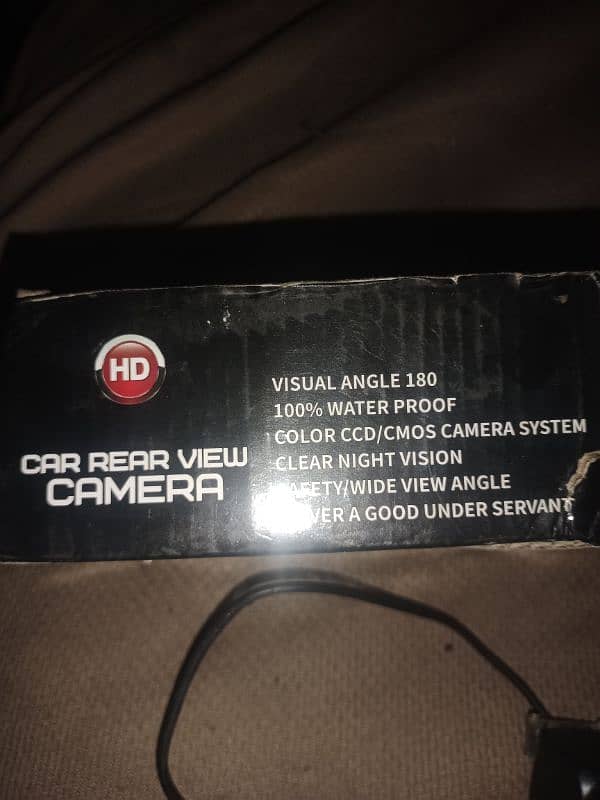 HD
CAR REAR VIEW
CAMERA
VISUAL ANGLE 180
100% WATER PROOF
COLOR CCD/CMOS CAMERA SYSTEM
CLEAR NIGHT VISION
VIEW ANGLE
A GOOD UNDER SERVANT